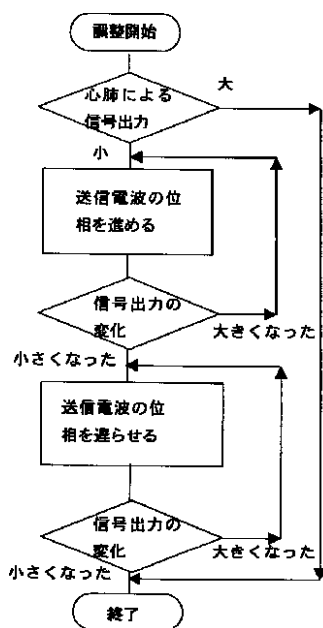 調整開始
心肺による
信号出力
大
小
送信電波の位
相を進める
信号出力の
変化
大きくなった
小さくなった
送信電波の位
相を遅らせる
信号出力の
変化
大きくなった
小さくなった
終了